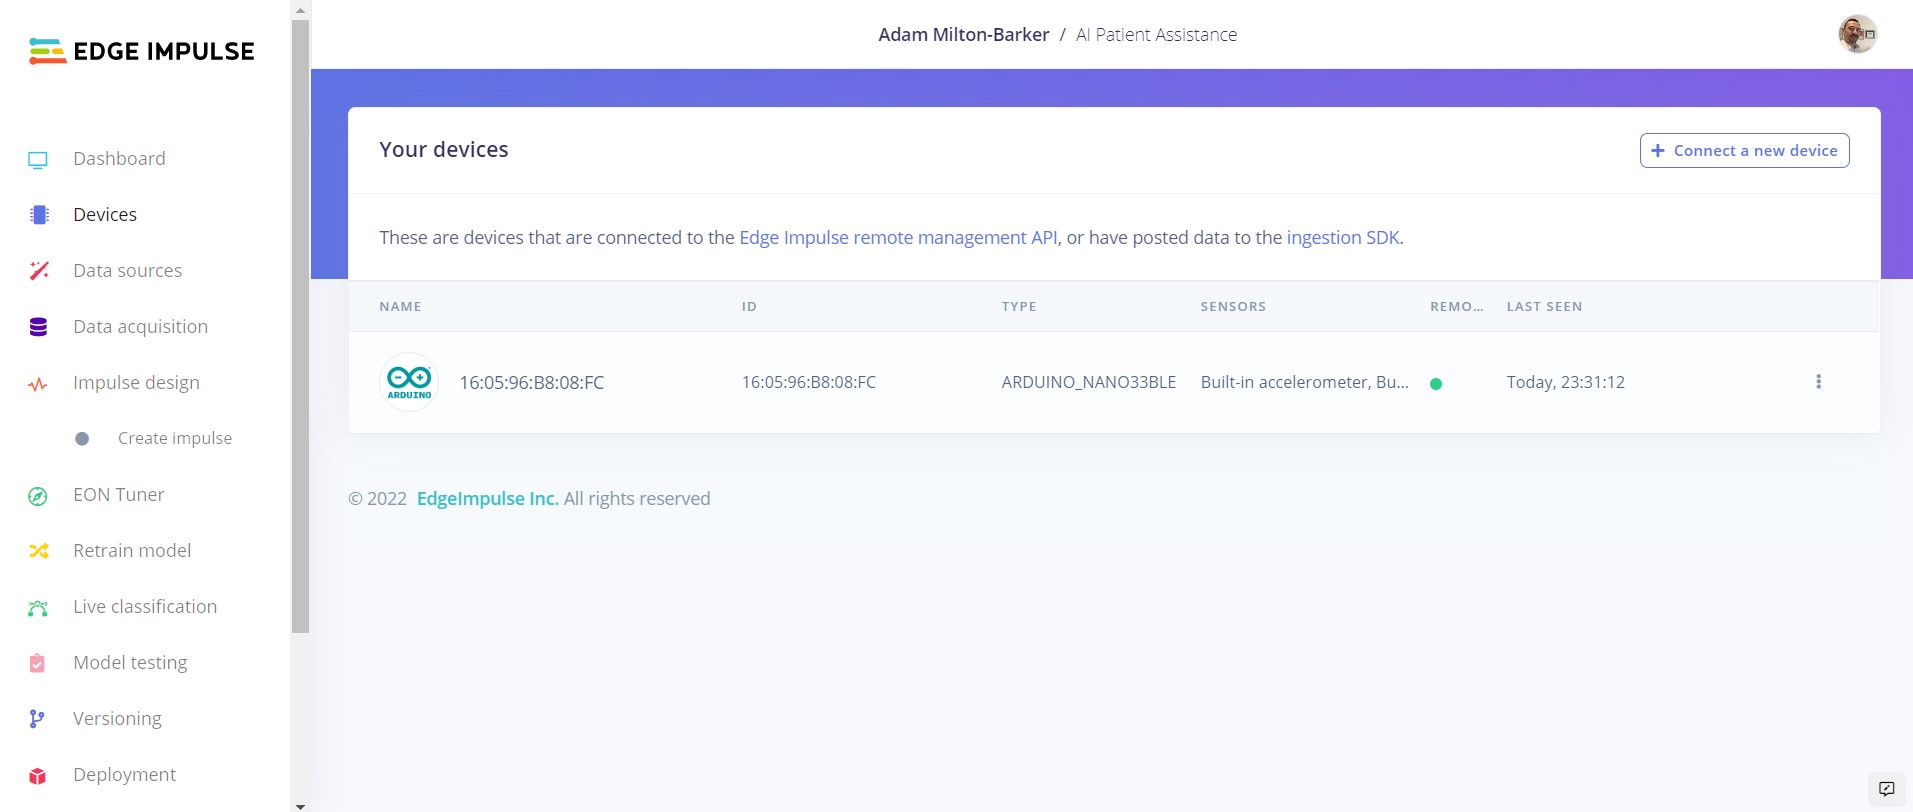 EDGE IMPULSE
Adam Milton-Barker / AI Patient Assistance
Dashboard
Devices
Data sources
Data acquisition
Impulse design
Create impulse
EON Tuner
Retrain model
Live classification
Model testing
Versioning
Deployment
Your devices
+ Connect a new device
These are devices that are connected to the Edge Impulse remote management API, or have posted data to the ingestion SDK.
NAME ID TYPE SENSORS REMO... LAST SEEN
ARDUINO
16:05:96:B8:08:FC 16:05:96:B8:08:FC ARDUINO_NANO33BLE Built-in accelerometer, Bu... Today, 23:31:12
© 2022 EdgeImpulse Inc. All rights reserved